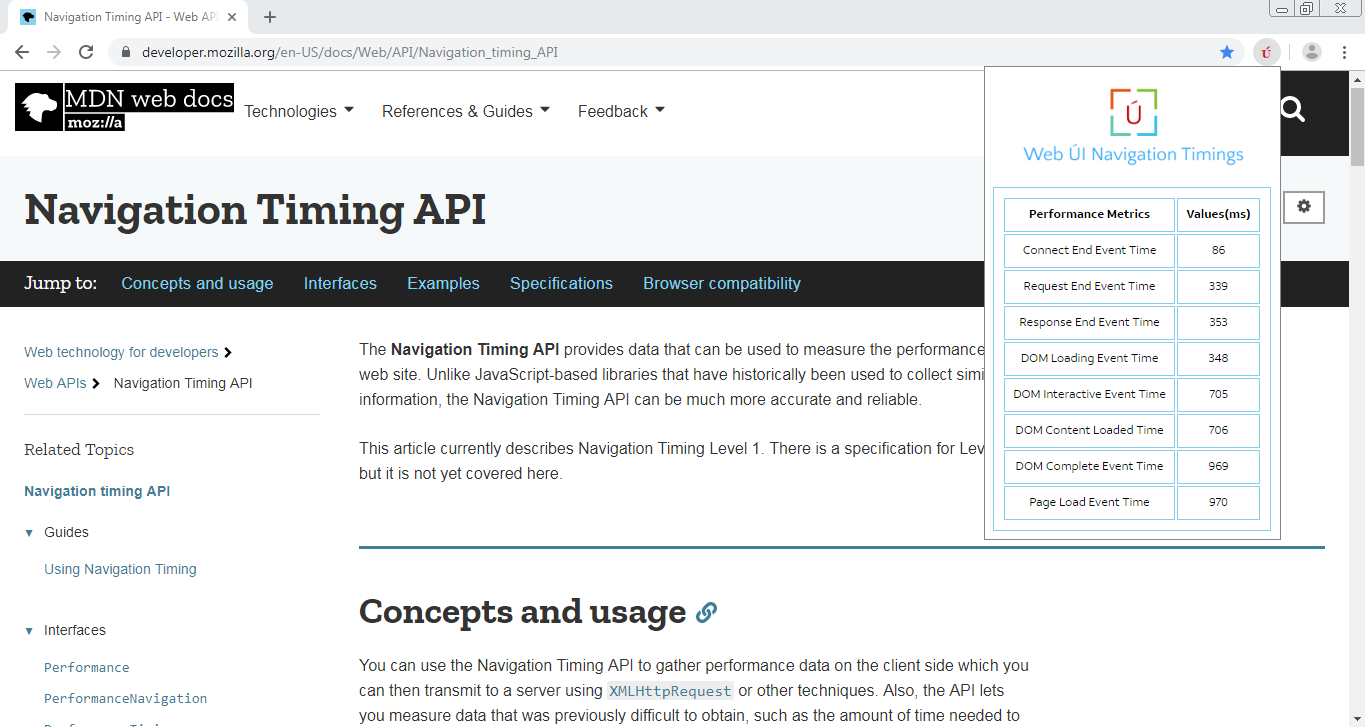 Navigation Timing API - Web API
developer.mozilla.org/en-US/docs/Web/API/Navigation_timing_API
Ú
MDN web docs
moz://a
Technologies
References & Guides
Feedback
Ú
Web ÚI Navigation Timings
Performance Metrics Values(ms)
Connect End Event Time 86
Request End Event Time 339
Response End Event Time 353
DOM Loading Event Time 348
DOM Interactive Event Time 705
DOM Content Loaded Time 706
DOM Complete Event Time 969
Page Load Event Time 970
Navigation Timing API
Jump to: Concepts and usage Interfaces Examples Specifications Browser compatibility
Web technology for developers
Web APIs Navigation Timing API
Related Topics
Navigation timing API
Guides
Using Navigation Timing
Interfaces
Performance
PerformanceNavigation
The Navigation Timing API provides data that can be used to measure the performance
web site. Unlike JavaScript-based libraries that have historically been used to collect simi
information, the Navigation Timing API can be much more accurate and reliable.
This article currently describes Navigation Timing Level 1. There is a specification for Lev
but it is not yet covered here.
Concepts and usage
You can use the Navigation Timing API to gather performance data on the client side which you
can then transmit to a server using XMLHttpRequest or other techniques. Also, the API lets
you measure data that was previously difficult to obtain, such as the amount of time needed to